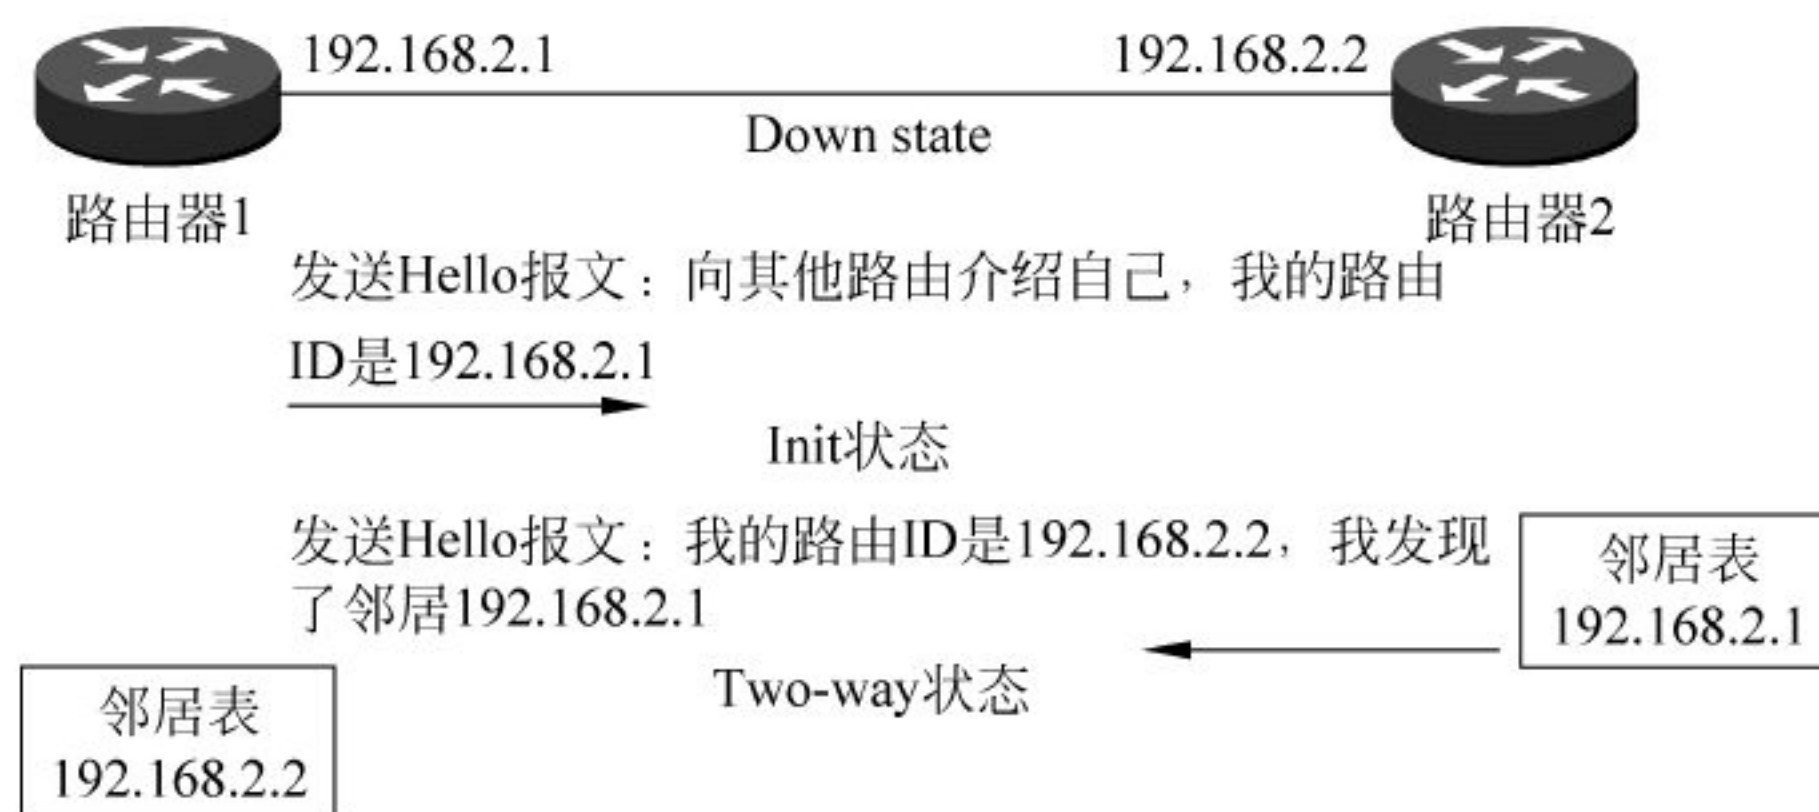 192.168.2.1
192.168.2.2
Down state
路由器1
路由器2
发送Hello报文：向其他路由介绍自己，我的路由
ID是192.168.2.1
Init状态
发送Hello报文：我的路由ID是192.168.2.2，我发现
了邻居192.168.2.1
邻居表
192.168.2.1
Two-way状态
邻居表
192.168.2.2